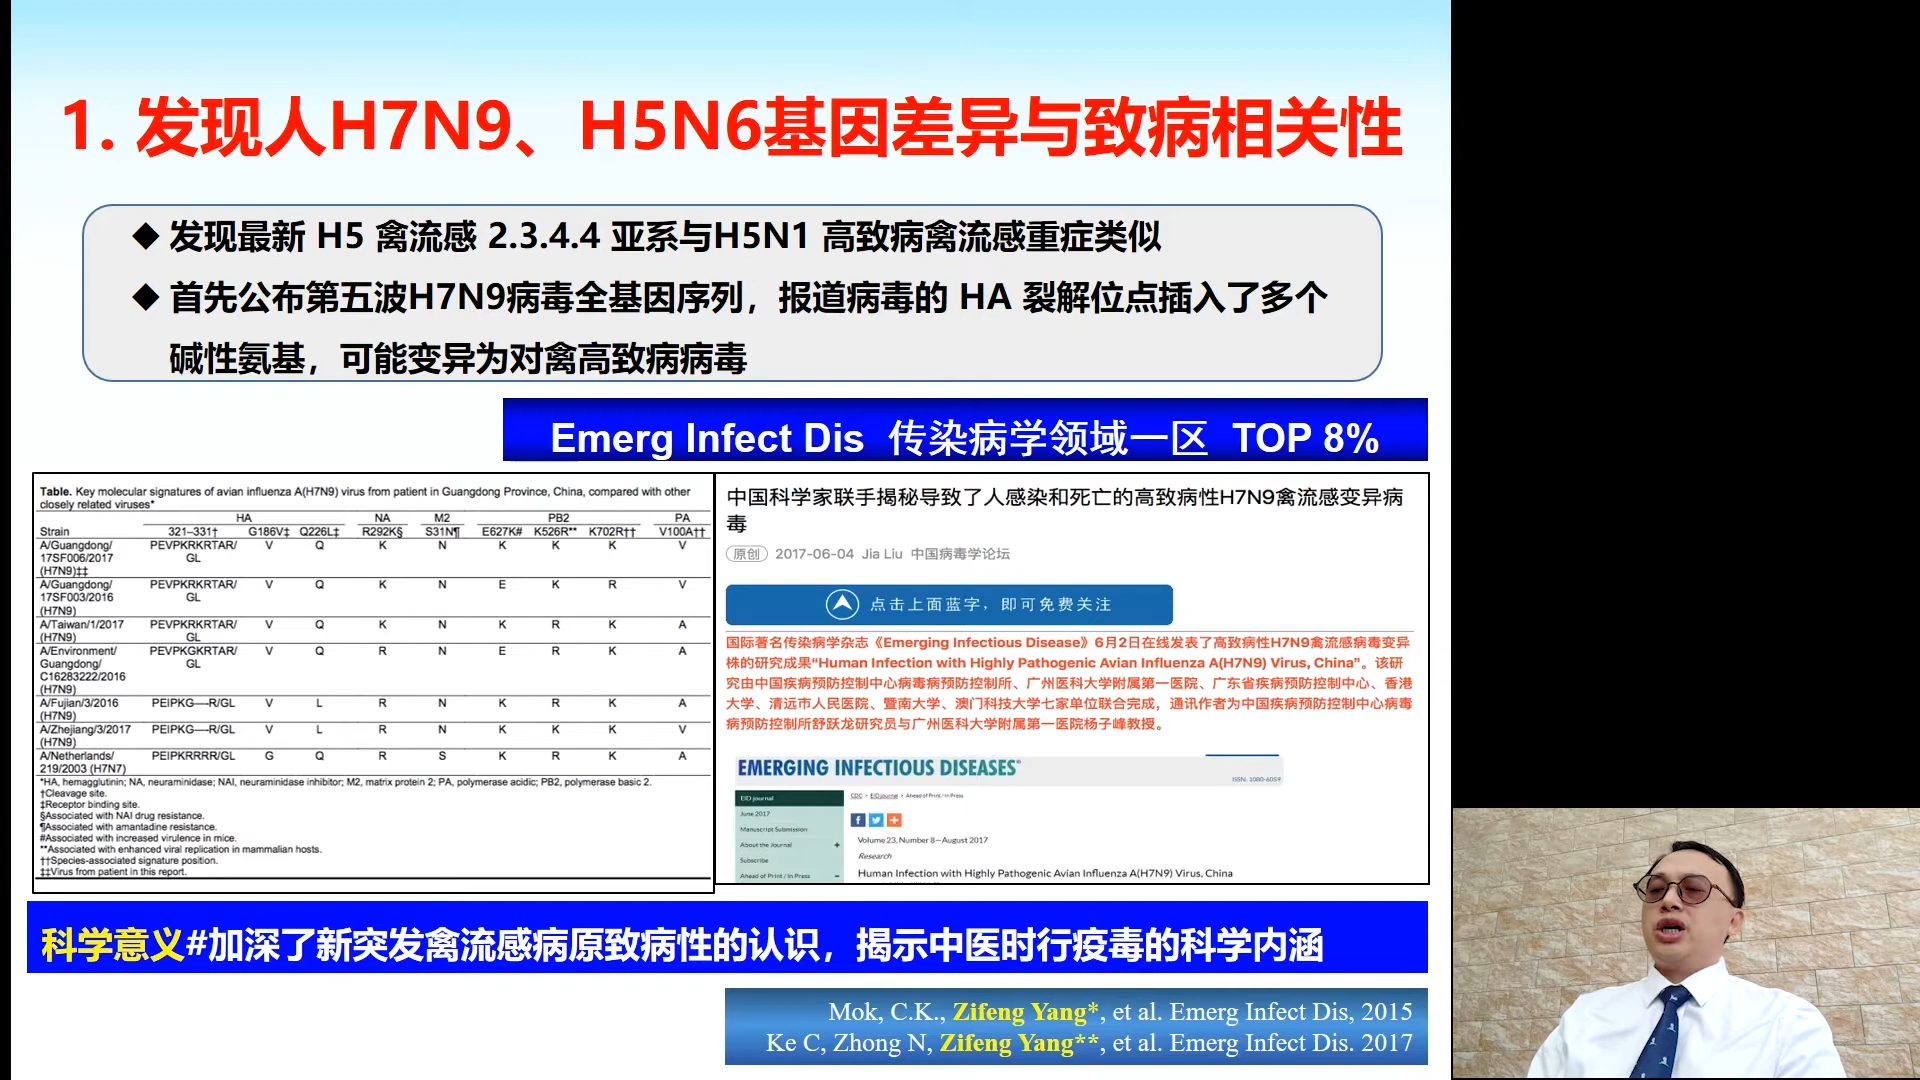 1. 发现人H7N9、H5N6基因差异与致病相关性
◆ 发现最新 H5 禽流感 2.3.4.4 亚系与H5N1 高致病禽流感重症类似
◆ 首先公布第五波H7N9病毒全基因序列，报道病毒的 HA 裂解位点插入了多个
碱性氨基，可能变异为对禽高致病病毒
Emerg Infect Dis 传染病学领域一区 TOP 8%
Table. Key molecular signatures of avian influenza A(H7N9) virus from patient in Guangdong Province, China, compared with other
closely related viruses*
HA NA M2 PB2 PA
Strain 321–331† G186V‡ Q226L‡ R292K§ S31N¶ E627K# K526R** K702R†† V100A††
A/Guangdong/ PEVPKRKRTAR/ V Q K N K K K V
17SF006/2017 GL
(H7N9)‡‡
A/Guangdong/ PEVPKRKRTAR/ V Q K N E K R V
17SF003/2016 GL
(H7N9)
A/Taiwan/1/2017 PEVPKRKRTAR/ V Q K N K R K A
(H7N9) GL
A/Environment/ PEVPKGKRTAR/ V Q R N E R K A
Guangdong/ GL
C16283222/2016
(H7N9)
A/Fujian/3/2016 PEIPKG—-R/GL V L R N K R K A
(H7N9)
A/Zhejiang/3/2017 PEIPKG—-R/GL V L R N K K K V
(H7N9)
A/Netherlands/ PEIPKRRRR/GL G Q R S K R K A
219/2003 (H7N7)
*HA, hemagglutinin; NA, neuraminidase; NAI, neuraminidase inhibitor; M2, matrix protein 2; PA, polymerase acidic; PB2, polymerase basic 2.
†Cleavage site.
‡Receptor binding site.
§Associated with NAI drug resistance.
¶Associated with amantadine resistance.
#Associated with increased virulence in mice.
**Associated with enhanced viral replication in mammalian hosts.
††Species-associated signature position.
‡‡Virus from patient in this report.
中国科学家联手揭秘导致了人感染和死亡的高致病性H7N9禽流感变异病
毒
原创 2017-06-04 Jia Liu 中国病毒学论坛
点击上面蓝字，即可免费关注
国际著名传染病学杂志《Emerging Infectious Disease》6月2日在线发表了高致病性H7N9禽流感病毒变异
株的研究成果“Human Infection with Highly Pathogenic Avian Influenza A(H7N9) Virus, China”。该研
究由中国疾病预防控制中心病毒病预防控制所、广州医科大学附属第一医院、广东省疾病预防控制中心、香港
大学、清远市人民医院、暨南大学、澳门科技大学七家单位联合完成，通讯作者为中国疾病预防控制中心病毒
病预防控制所舒跃龙研究员与广州医科大学附属第一医院杨子峰教授。
EMERGING INFECTIOUS DISEASES®
ISSN: 1080-6059
EID journal
June 2017
Manuscript Submission
About the Journal +
Subscribe
Ahead of Print / In Press –
CDC > EID journal > Ahead of Print / In Press
Volume 23, Number 8—August 2017
Research
Human Infection with Highly Pathogenic Avian Influenza A(H7N9) Virus, China
科学意义#加深了新突发禽流感病原致病性的认识，揭示中医时行疫毒的科学内涵
Mok, C.K., Zifeng Yang*, et al. Emerg Infect Dis, 2015
Ke C, Zhong N, Zifeng Yang**, et al. Emerg Infect Dis. 2017